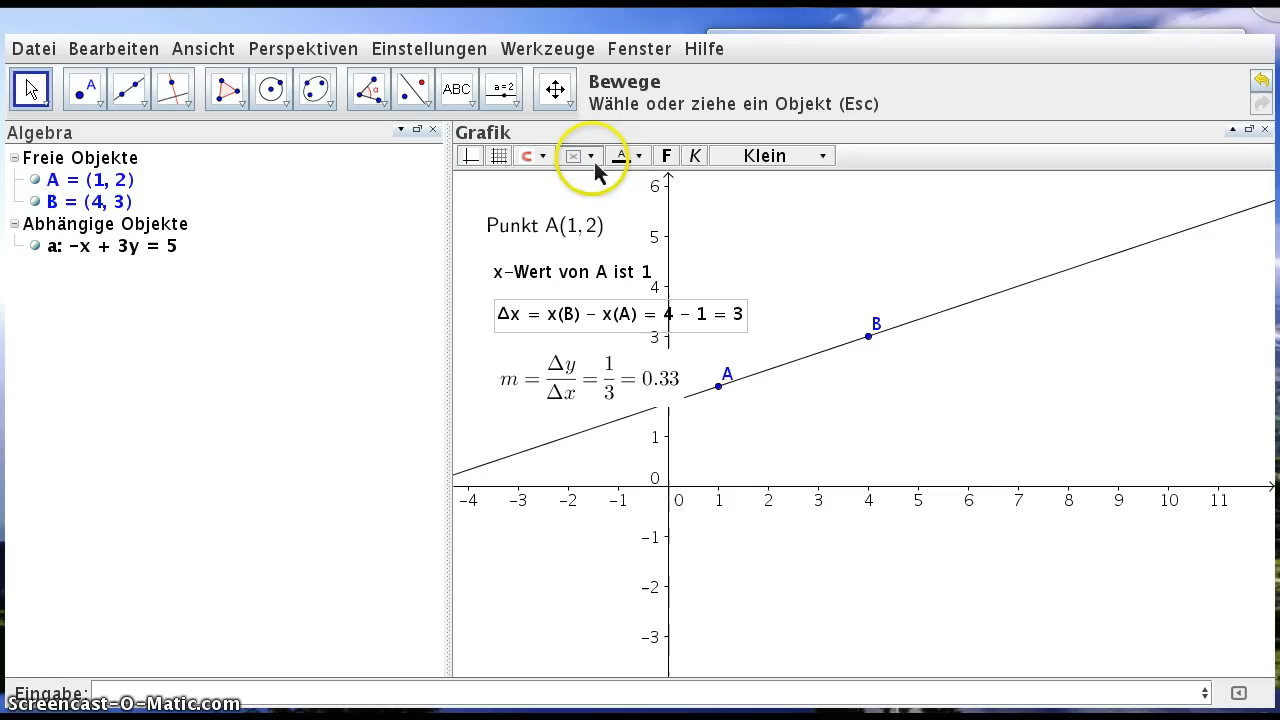 Datei Bearbeiten Ansicht Perspektiven Einstellungen Werkzeuge Fenster Hilfe
A α ABC a=2
Bewege
Wähle oder ziehe ein Objekt (Esc)
Algebra
Grafik
A F K Klein
Freie Objekte
A = (1, 2)
B = (4, 3)
Abhängige Objekte
a: -x + 3y = 5
Punkt A(1, 2)
x-Wert von A ist 1
Δx = x(B) - x(A) = 4 - 1 = 3
m = Δy/Δx = 1/3 = 0.33
A
B
6
5
4
3
1
0
-1
-2
-3
-4 -3 -2 -1 0 1 2 3 4 5 6 7 8 9 10 11
Eingabe:
Screencast-O-Matic.com